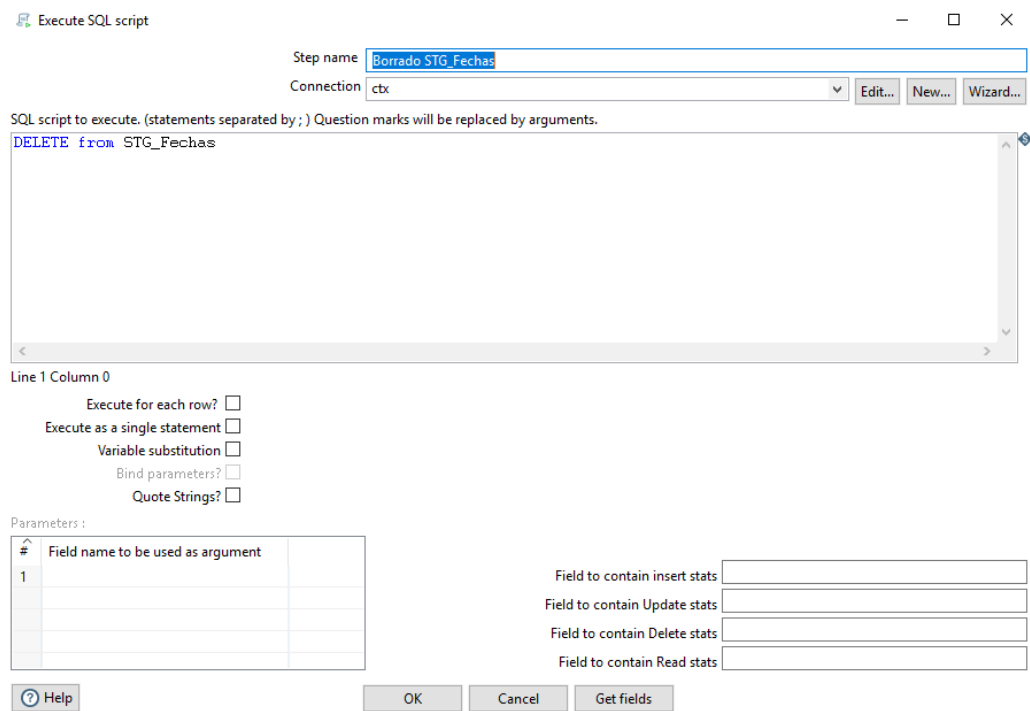 Execute SQL script
Step name Borrado STG_Fechas
Connection ctx Edit... New... Wizard...
SQL script to execute. (statements separated by ; ) Question marks will be replaced by arguments.
DELETE from STG_Fechas
Line 1 Column 0
Execute for each row?
Execute as a single statement
Variable substitution
Bind parameters?
Quote Strings?
Parameters :
# Field name to be used as argument
1
Field to contain insert stats
Field to contain Update stats
Field to contain Delete stats
Field to contain Read stats
Help OK Cancel Get fields